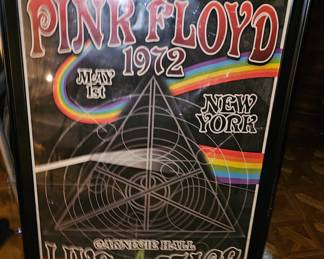 PINK FLOYD
1972
MAY
1st
NEW
YORK
CARNEGIE HALL